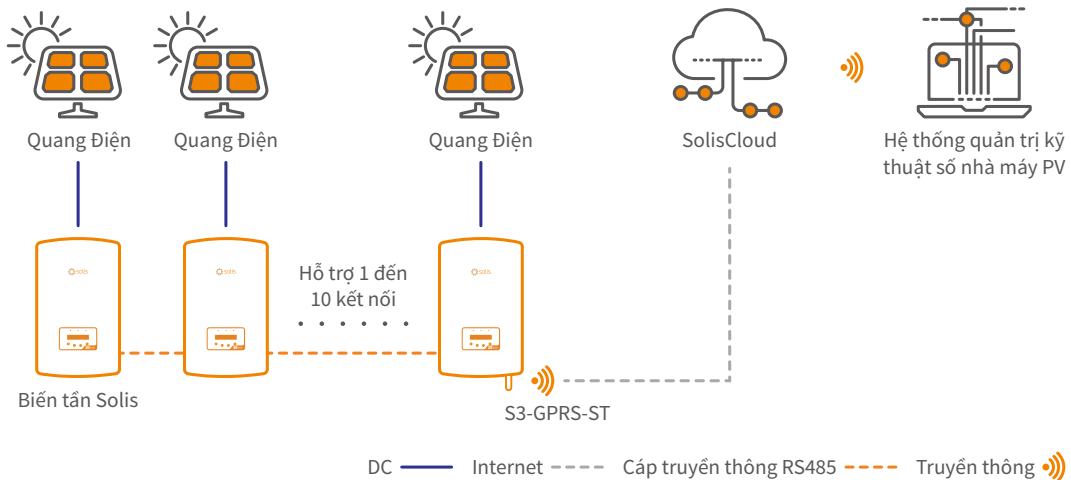 Quang Điện
Quang Điện
Quang Điện
SolisCloud
Hệ thống quản trị kỹ
thuật số nhà máy PV
solis
solis
solis
Hỗ trợ 1 đến
10 kết nối
Biến tần Solis
S3-GPRS-ST
DC
Internet
Cáp truyền thông RS485
Truyền thông